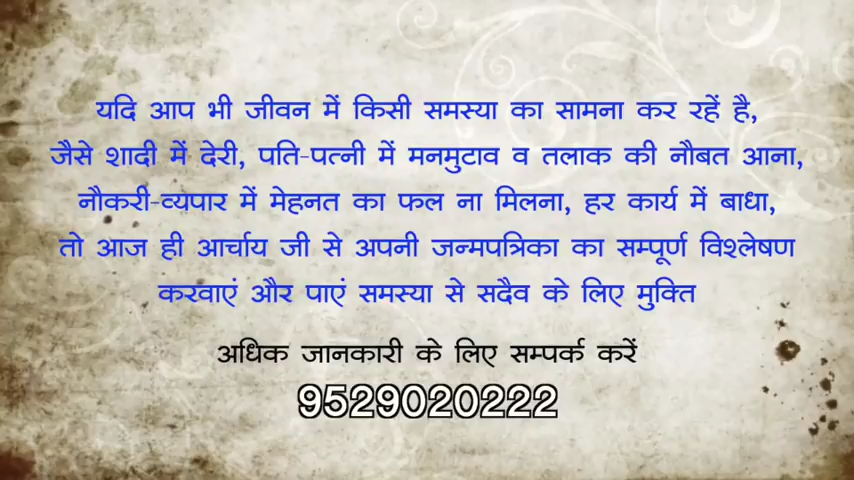 यदि आप भी जीवन में किसी समस्या का सामना कर रहें है,
जैसे शादी में देरी, पति-पत्नी में मनमुटाव व तलाक की नौबत आना,
नौकरी-व्यपार में मेहनत का फल ना मिलना, हर कार्य में बाधा,
तो आज ही आर्चाय जी से अपनी जन्मपत्रिका का सम्पूर्ण विश्लेषण
करवाएं और पाएं समस्या से सदैव के लिए मुक्ति
अधिक जानकारी के लिए सम्पर्क करें
9529020222